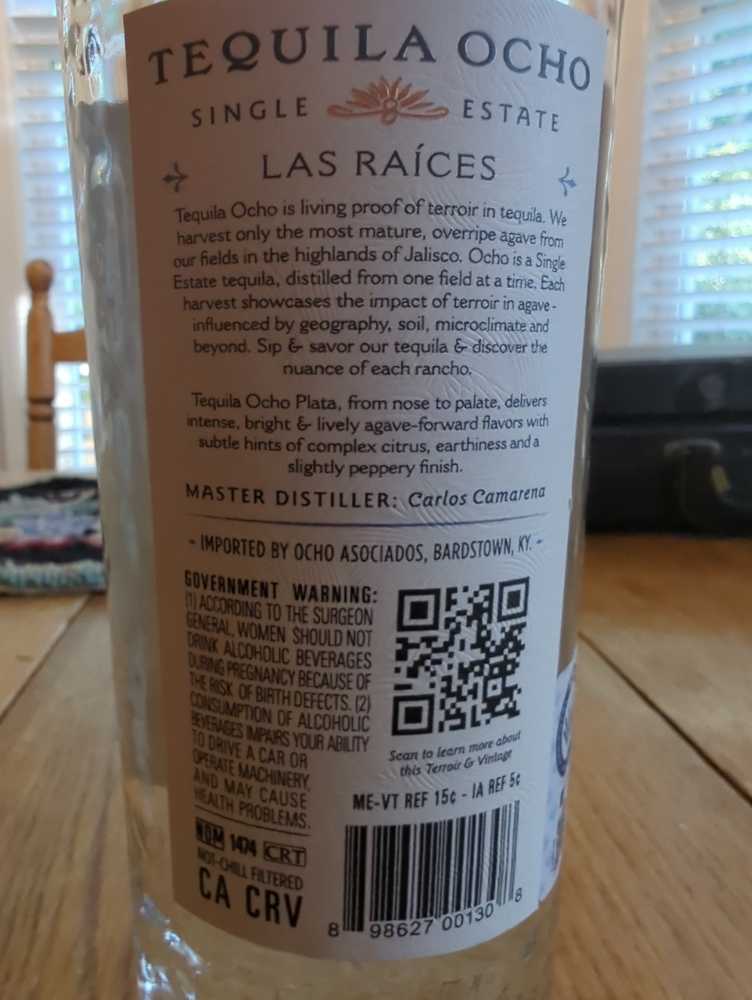 TEQUILA OCHO
SINGLE ESTATE
LAS RAÍCES
Tequila Ocho is living proof of terroir in tequila. We
harvest only the most mature, overripe agave from
our fields in the highlands of Jalisco. Ocho is a Single
Estate tequila, distilled from one field at a time. Each
harvest showcases the impact of terroir in agave -
influenced by geography, soil, microclimate and
beyond. Sip & savor our tequila & discover the
nuance of each rancho.
Tequila Ocho Plata, from nose to palate, delivers
intense, bright & lively agave-forward flavors with
subtle hints of complex citrus, earthiness and a
slightly peppery finish.
MASTER DISTILLER: Carlos Camarena
- IMPORTED BY OCHO ASOCIADOS, BARDSTOWN, KY. -
GOVERNMENT WARNING:
(1) ACCORDING TO THE SURGEON
GENERAL, WOMEN SHOULD NOT
DRINK ALCOHOLIC BEVERAGES
DURING PREGNANCY BECAUSE OF
THE RISK OF BIRTH DEFECTS. (2)
CONSUMPTION OF ALCOHOLIC
BEVERAGES IMPAIRS YOUR ABILITY
TO DRIVE A CAR OR
OPERATE MACHINERY,
AND MAY CAUSE
HEALTH PROBLEMS.
Scan to learn more about
this Terroir & Vintage
ME-VT REF 15¢ - IA REF 5¢
NOM 1474 CRT
NOT-CHILL FILTERED
CA CRV
8 98627 00130 8